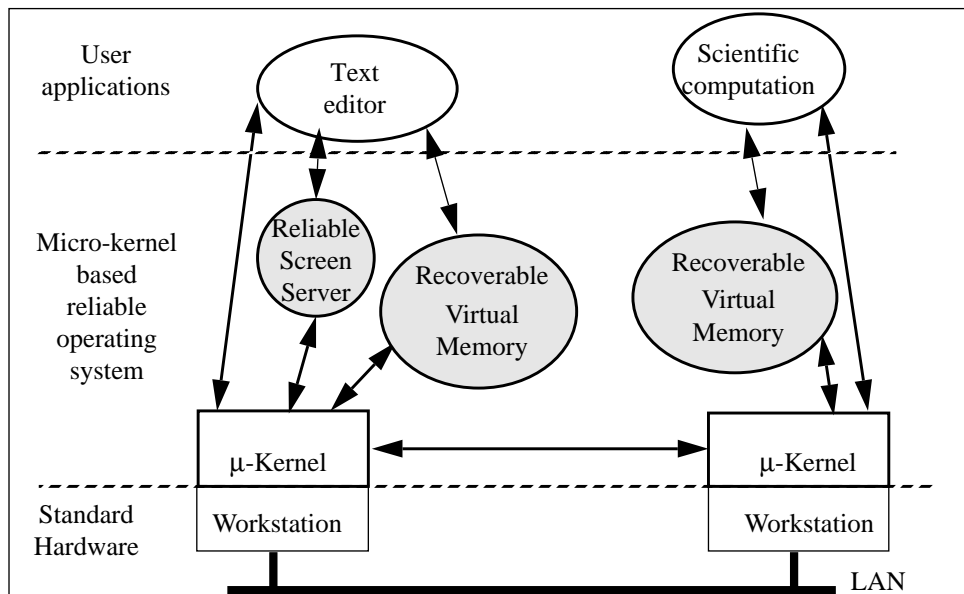 User
applications
Text
editor
Scientific
computation
Micro-kernel
based
reliable
operating
system
Reliable
Screen
Server
Recoverable
Virtual
Memory
Recoverable
Virtual
Memory
μ-Kernel
μ-Kernel
Standard
Hardware
Workstation
Workstation
LAN